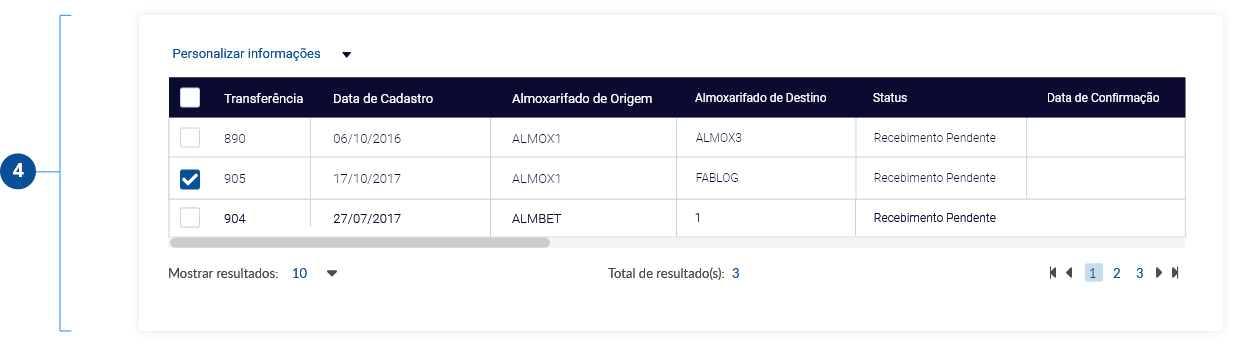 Personalizar informações
Transferência Data de Cadastro Almoxarifado de Origem Almoxarifado de Destino Status Data de Confirmação
890 06/10/2016 ALMOX1 ALMOX3 Recebimento Pendente
4
905 17/10/2017 ALMOX1 FABLOG Recebimento Pendente
904 27/07/2017 ALMBET 1 Recebimento Pendente
Mostrar resultados: 10 Total de resultado(s): 3 1 2 3